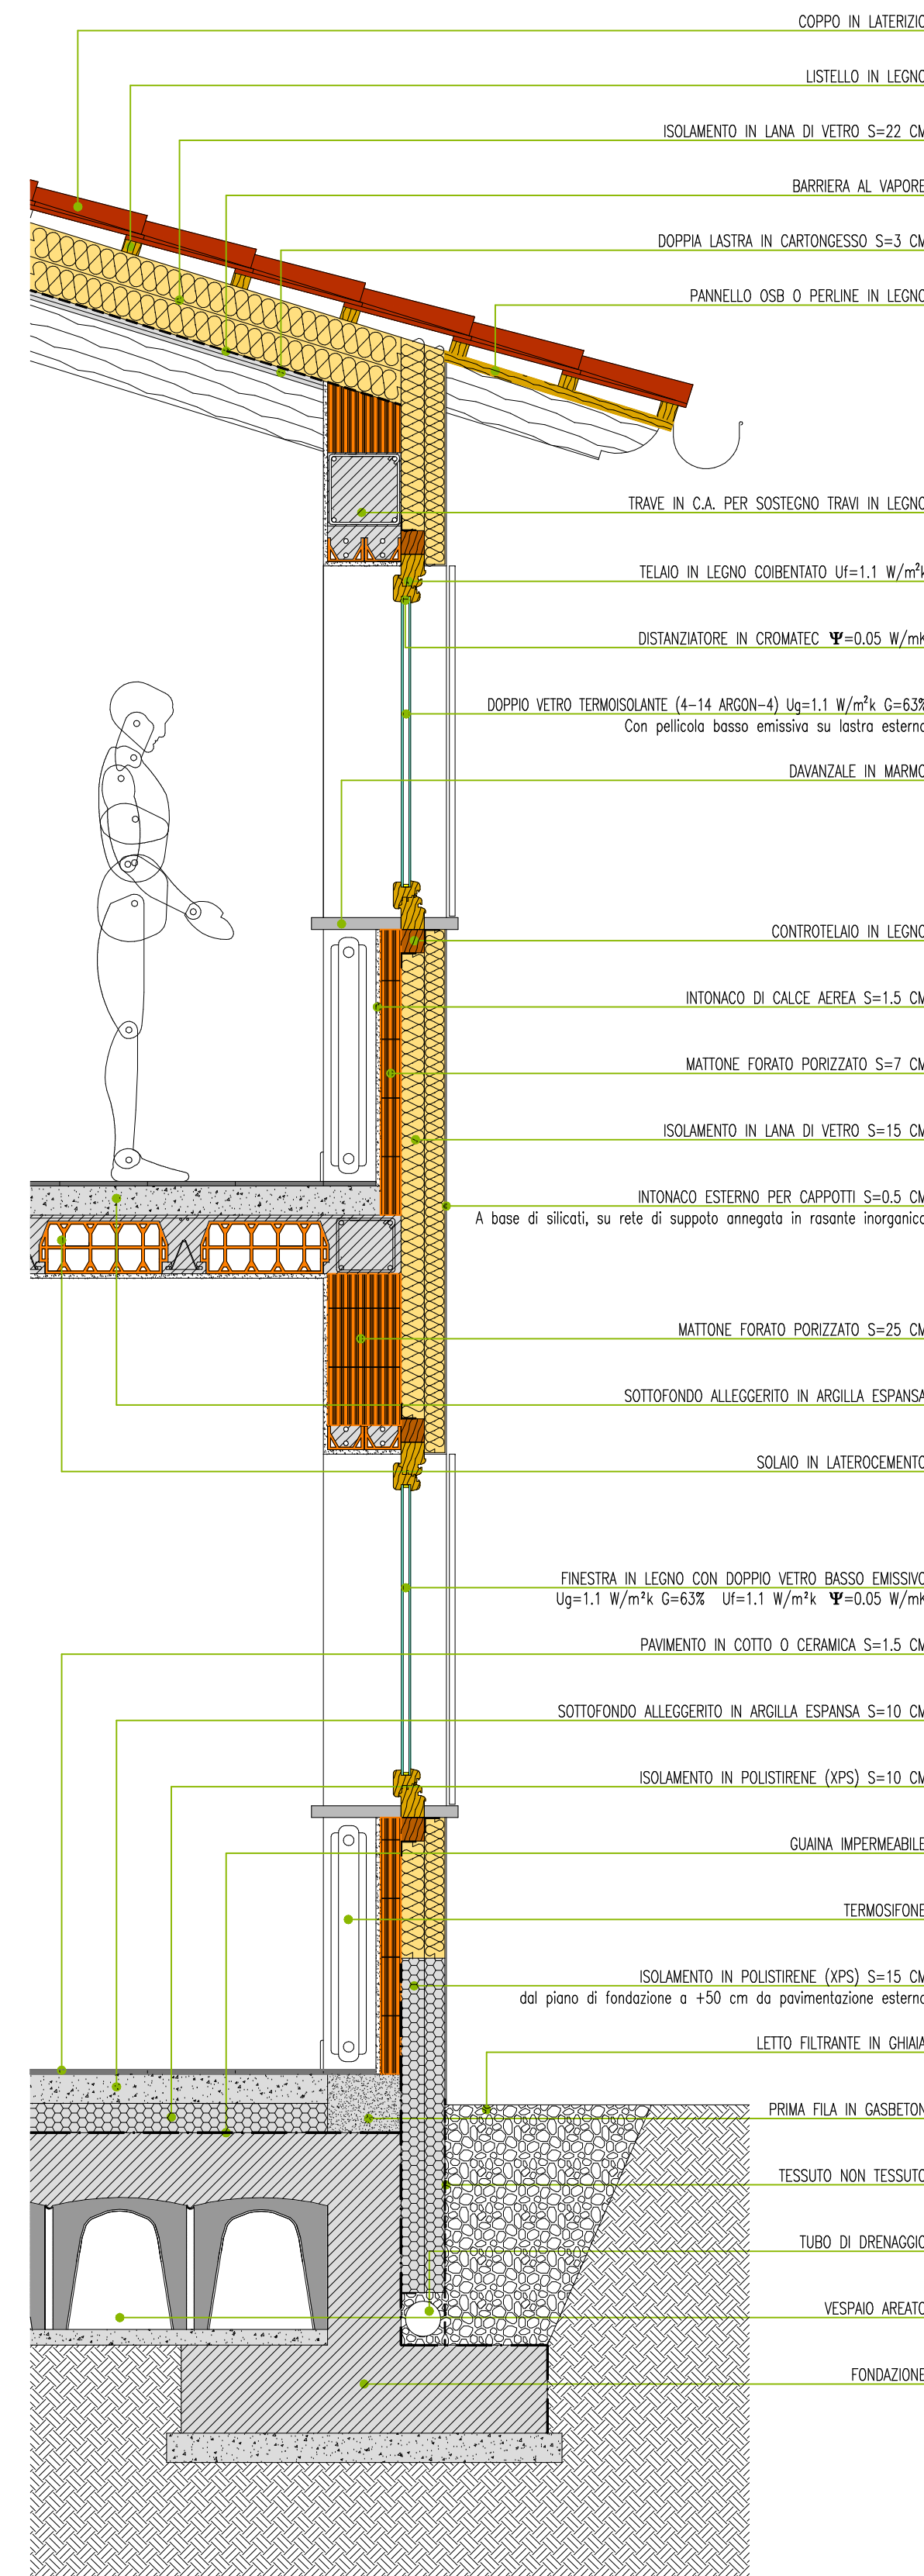 COPPO IN LATERIZIO
LISTELLO IN LEGNO
ISOLAMENTO IN LANA DI VETRO S=22 CM
BARRIERA AL VAPORE
DOPPIA LASTRA IN CARTONGESSO S=3 CM
PANNELLO OSB O PERLINE IN LEGNO
TRAVE IN C.A. PER SOSTEGNO TRAVI IN LEGNO
TELAIO IN LEGNO COIBENTATO Uf=1.1 W/m²k
DISTANZIATORE IN CROMATEC Ψ=0.05 W/mK
DOPPIO VETRO TERMOISOLANTE (4-14 ARGON-4) Ug=1.1 W/m²k G=63%
Con pellicola basso emissiva su lastra esterna
DAVANZALE IN MARMO
CONTROTELAIO IN LEGNO
INTONACO DI CALCE AEREA S=1.5 CM
MATTONE FORATO PORIZZATO S=7 CM
ISOLAMENTO IN LANA DI VETRO S=15 CM
INTONACO ESTERNO PER CAPPOTTI S=0.5 CM
A base di silicati, su rete di suppoto annegata in rasante inorganico
MATTONE FORATO PORIZZATO S=25 CM
SOTTOFONDO ALLEGGERITO IN ARGILLA ESPANSA
SOLAIO IN LATEROCEMENTO
FINESTRA IN LEGNO CON DOPPIO VETRO BASSO EMISSIVO
Ug=1.1 W/m²k G=63% Uf=1.1 W/m²k Ψ=0.05 W/mK
PAVIMENTO IN COTTO O CERAMICA S=1.5 CM
SOTTOFONDO ALLEGGERITO IN ARGILLA ESPANSA S=10 CM
ISOLAMENTO IN POLISTIRENE (XPS) S=10 CM
GUAINA IMPERMEABILE
TERMOSIFONE
ISOLAMENTO IN POLISTIRENE (XPS) S=15 CM
dal piano di fondazione a +50 cm da pavimentazione esterna
LETTO FILTRANTE IN GHIAIA
PRIMA FILA IN GASBETON
TESSUTO NON TESSUTO
TUBO DI DRENAGGIO
VESPAIO AREATO
FONDAZIONE